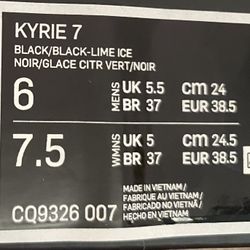 KYRIE 7
BLACK/BLACK-LIME ICE
NOIR/GLACE CITR VERT/NOIR
6 MENS UK 5.5 cm 24
BR 37 EUR 38.5
7.5 WMNS UK 5 cm 24.5
BR 37 EUR 38.5
MADE IN VIETNAM /
FABRIQUE AU VIETNAM /
FABRICADO NO VIETNÃ /
HECHO EN VIETNAM
CQ9326 007